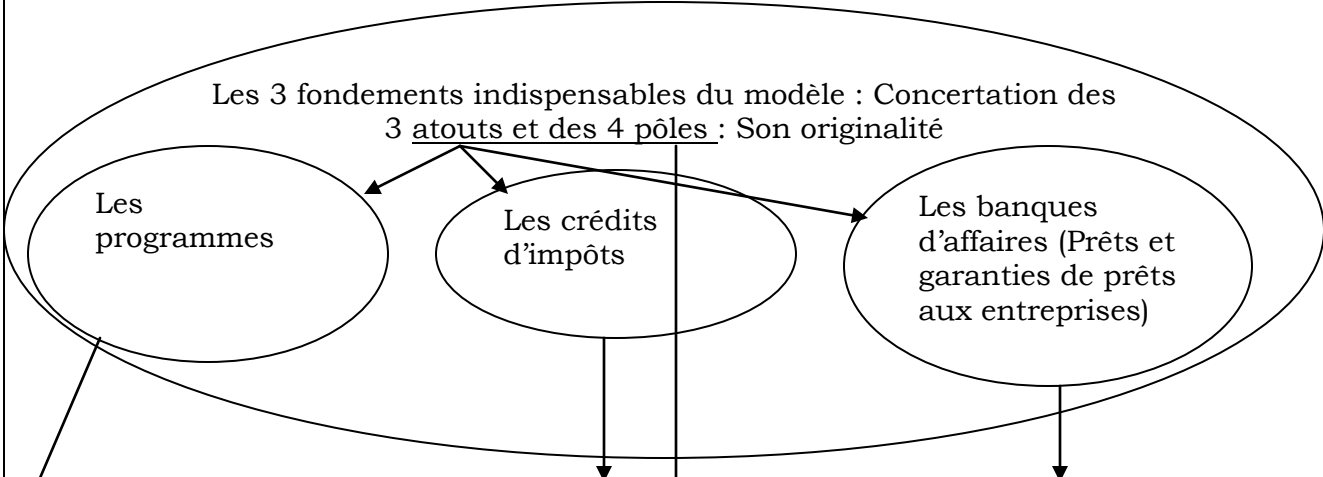 Les 3 fondements indispensables du modèle : Concertation des
3 atouts et des 4 pôles : Son originalité
Les
programmes
Les crédits
d’impôts
Les banques
d’affaires (Prêts et
garanties de prêts
aux entreprises)